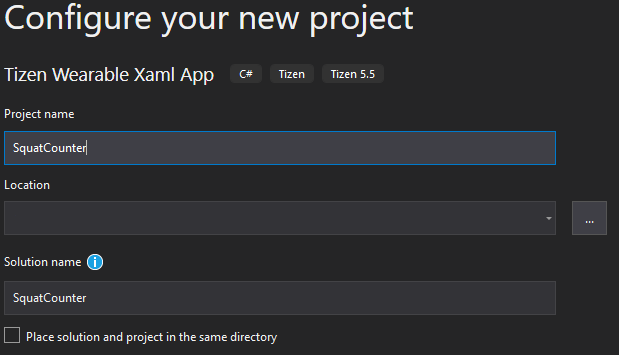 Configure your new project
Tizen Wearable Xaml App C# Tizen Tizen 5.5
Project name
SquatCounter
Location
...
Solution name i
SquatCounter
Place solution and project in the same directory